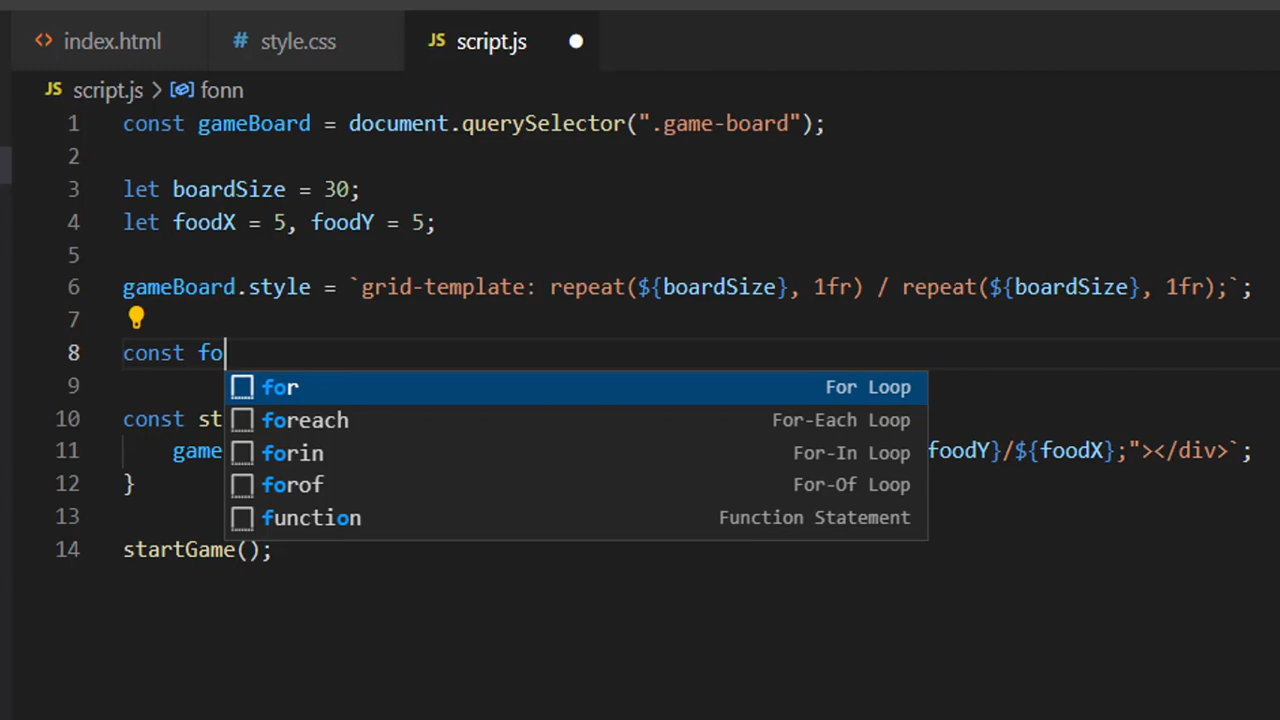 index.html style.css JS script.js
JS script.js > fonn
1 const gameBoard = document.querySelector(".game-board");
2
3 let boardSize = 30;
4 let foodX = 5, foodY = 5;
5
6 gameBoard.style = `grid-template: repeat(${boardSize}, 1fr) / repeat(${boardSize}, 1fr);`;
7
8 const fo
for For Loop
9
foreach For-Each Loop
10 const st
forin For-In Loop
11 game foodY}/${foodX};"></div>`;
forof For-Of Loop
12 }
function Function Statement
13
14 startGame();